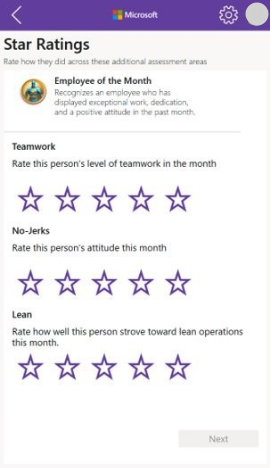 Microsoft
Star Ratings
Rate how they did across these additional assessment areas
Employee of the Month
Recognizes an employee who has
displayed exceptional work, dedication,
and a positive attitude in the past month.
Teamwork
Rate this person's level of teamwork in the month
No-Jerks
Rate this person's attitude this month
Lean
Rate how well this person strove toward lean operations
this month.
Next